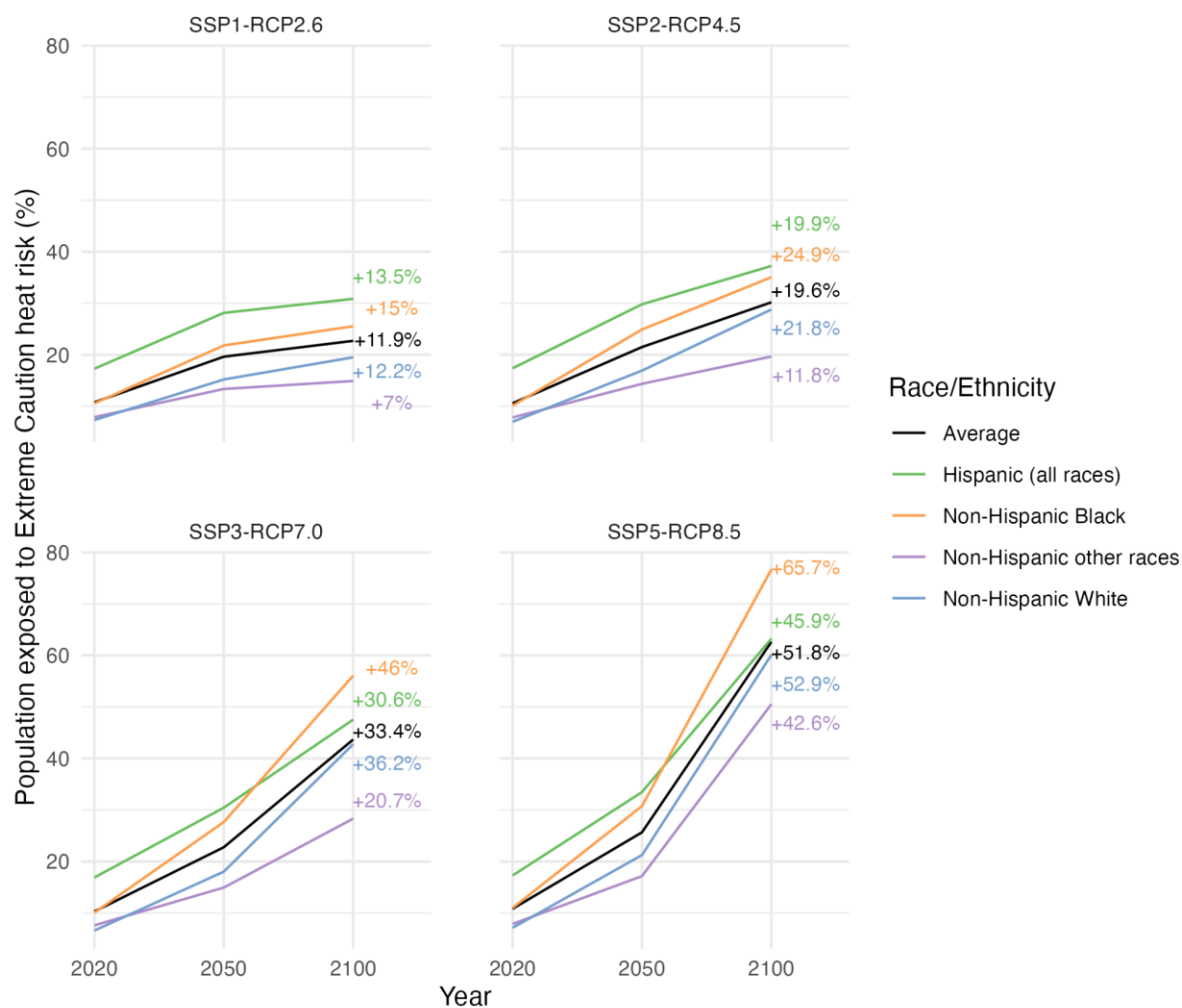 SSP1-RCP2.6
SSP2-RCP4.5
80
60
40
20
+13.5%
+15%
+11.9%
+12.2%
+7%
+19.9%
+24.9%
+19.6%
+21.8%
+11.8%
SSP3-RCP7.0
SSP5-RCP8.5
80
60
40
20
+46%
+30.6%
+33.4%
+36.2%
+20.7%
+65.7%
+45.9%
+51.8%
+52.9%
+42.6%
2020
2050
2100
2020
2050
2100
Year
Population exposed to Extreme Caution heat risk (%)
Race/Ethnicity
Average
Hispanic (all races)
Non-Hispanic Black
Non-Hispanic other races
Non-Hispanic White